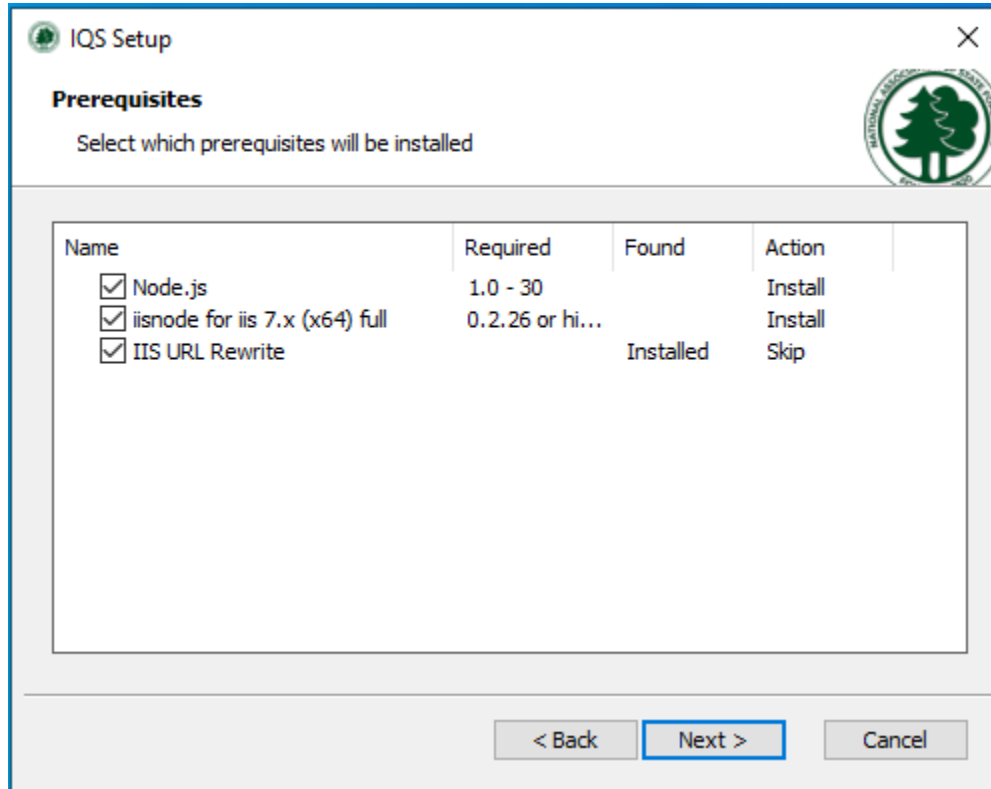 IQS Setup
Prerequisites
Select which prerequisites will be installed
Name Required Found Action
Node.js 1.0 - 30 Install
iisnode for iis 7.x (x64) full 0.2.26 or hi... Install
IIS URL Rewrite Installed Skip
< Back Next > Cancel